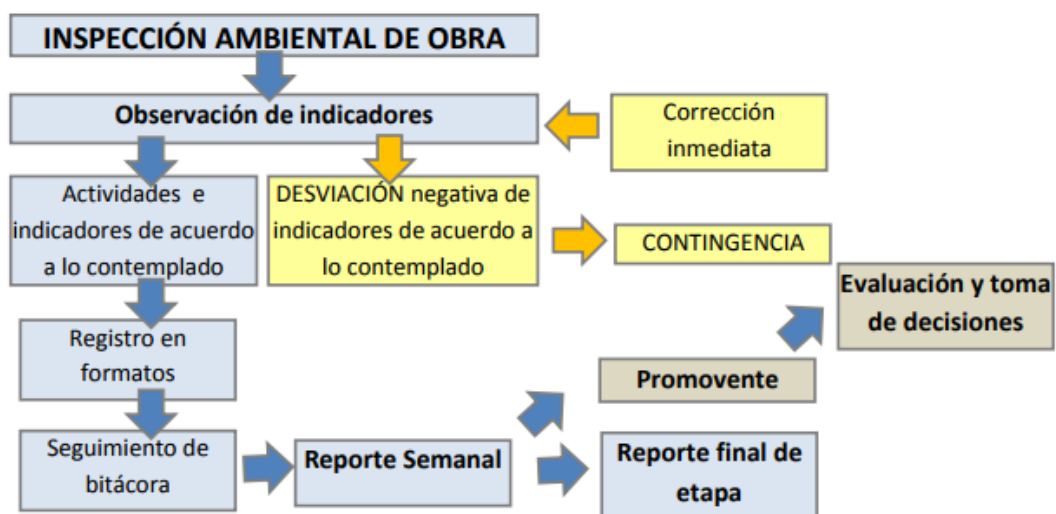 INSPECCIÓN AMBIENTAL DE OBRA
Observación de indicadores
Corrección
inmediata
Actividades e
indicadores de acuerdo
a lo contemplado
DESVIACIÓN negativa de
indicadores de acuerdo a
lo contemplado
CONTINGENCIA
Evaluación y toma
de decisiones
Registro en
formatos
Promovente
Seguimiento de
bitácora
Reporte Semanal
Reporte final de
etapa